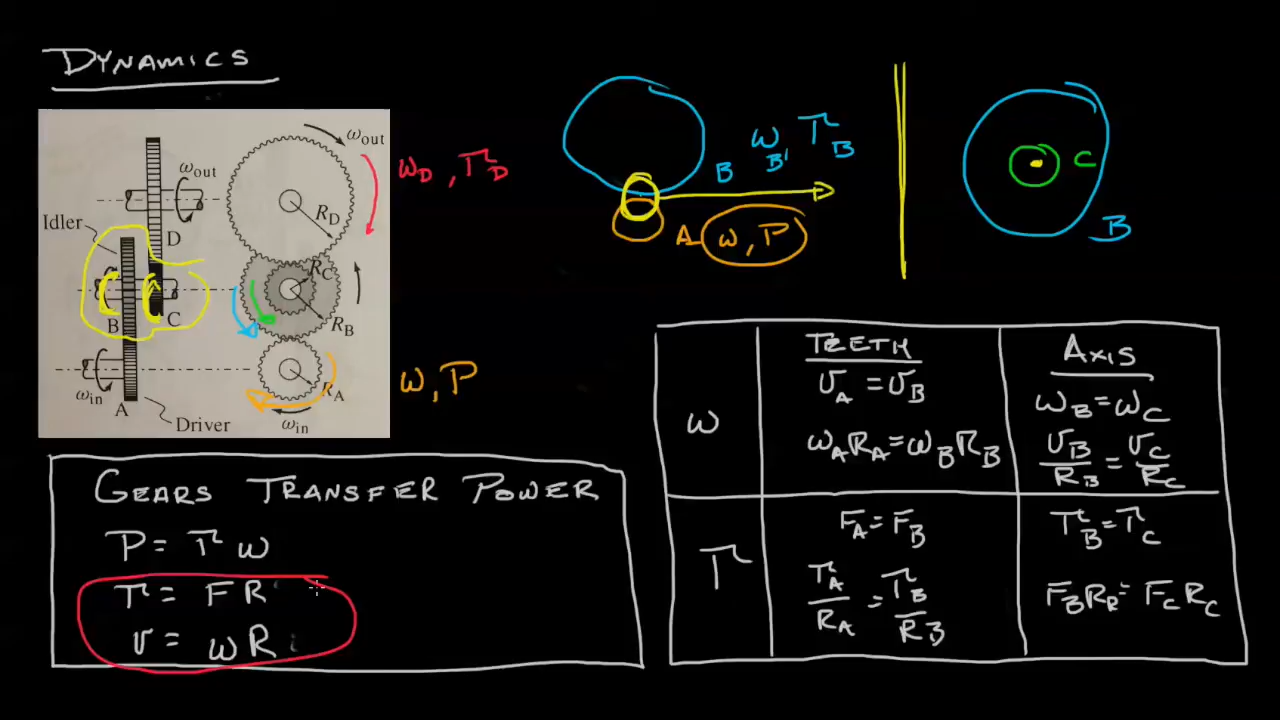 DYNAMICS
ωout
ωout
Idler
D
B
C
ωin
A
Driver
RD
RC
RB
RA
ωin
ωD, τD
ω, P
B ωB, τB
A ω, P
C
B
GEARS TRANSFER POWER
P = τ ω
τ = F R
v = ω R
TEETH
AXIS
ω
vA = vB
ωA RA = ωB RB
ωB = ωC
vB/RB = vC/RC
τ
FA = FB
τA/RA = τB/RB
τB = τC
FB RB = FC RC